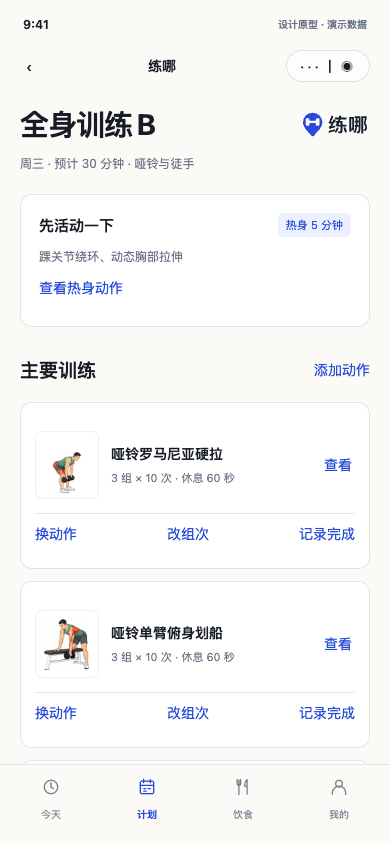 9:41
设计原型 · 演示数据
‹ 练哪
全身训练 B
练哪
周三 · 预计 30 分钟 · 哑铃与徒手
先活动一下
热身 5 分钟
踝关节绕环、动态胸部拉伸
查看热身动作
主要训练
添加动作
哑铃罗马尼亚硬拉
3 组 × 10 次 · 休息 60 秒
查看
换动作 改组次 记录完成
哑铃单臂俯身划船
3 组 × 10 次 · 休息 60 秒
查看
换动作 改组次 记录完成
今天 计划 饮食 我的